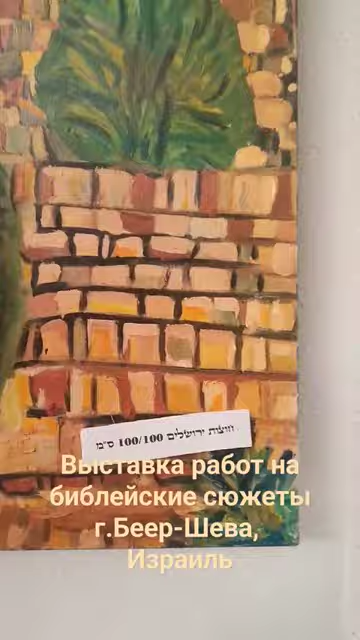 חוצות ירושלים 100/100 ס"מ
Выставка работ на
библейские сюжеты
г.Беер-Шева,
Израиль